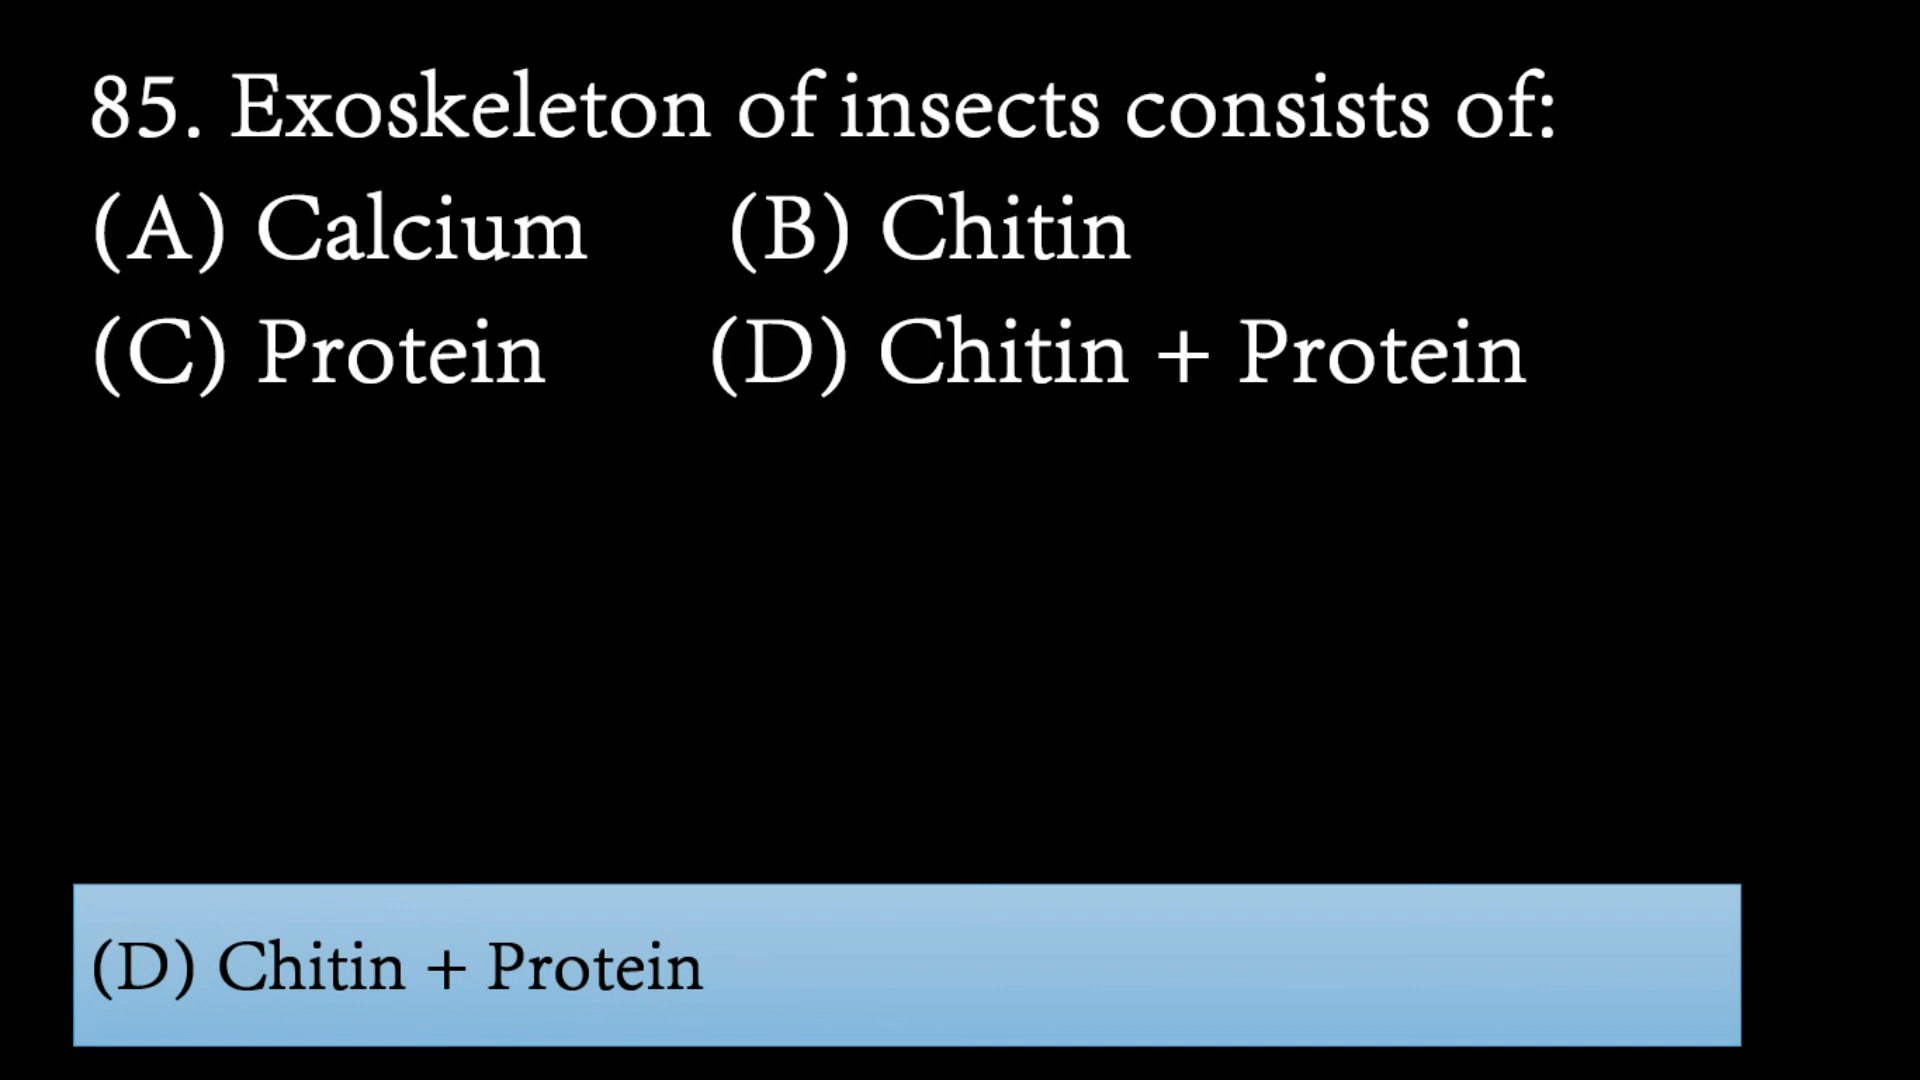 85. Exoskeleton of insects consists of:
(A) Calcium (B) Chitin
(C) Protein (D) Chitin + Protein
(D) Chitin + Protein